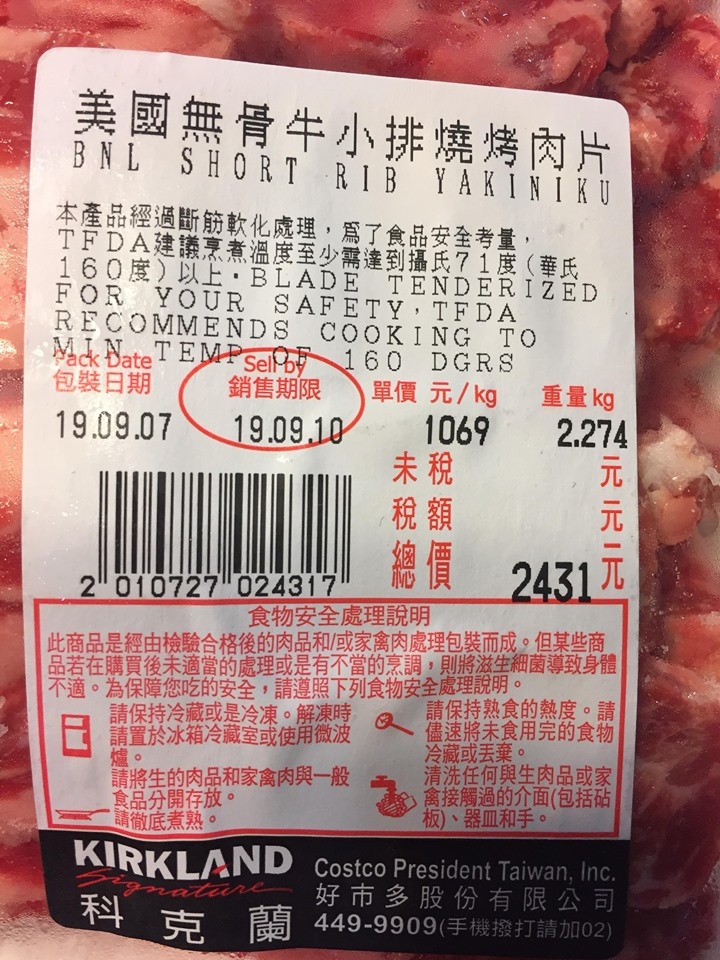 美國無骨牛小排燒烤肉片
BNL SHORT RIB YAKINIKU
本產品經過斷筋軟化處理，為了食品安全考量，
TFDA建議烹煮溫度至少需達到攝氏71度（華氏
160度）以上．BLADE TENDERIZED
FOR YOUR SAFETY，TFDA
RECOMMENDS COOKING TO
MIN TEMP OF 160 DGRS
Pack Date
包裝日期
Sell by
銷售期限
單價 元/kg
重量kg
19.09.07
19.09.10
1069
2.274
未稅 元
稅額 元
總價 2431 元
2 010727 024317
食物安全處理說明
此商品是經由檢驗合格後的肉品和/或家禽肉處理包裝而成。但某些商
品若在購買後未適當的處理或是有不當的烹調，則將滋生細菌導致身體
不適。為保障您吃的安全，請遵照下列食物安全處理說明。
請保持冷藏或是冷凍。解凍時
請置於冰箱冷藏室或使用微波
爐。
請將生的肉品和家禽肉與一般
食品分開存放。
請徹底煮熟。
請保持熟食的熱度。請
儘速將未食用完的食物
冷藏或丟棄。
清洗任何與生肉品或家
禽接觸過的介面(包括砧
板)、器皿和手。
KIRKLAND
Signature
科克蘭
Costco President Taiwan, Inc.
好市多股份有限公司
449-9909(手機撥打請加02)